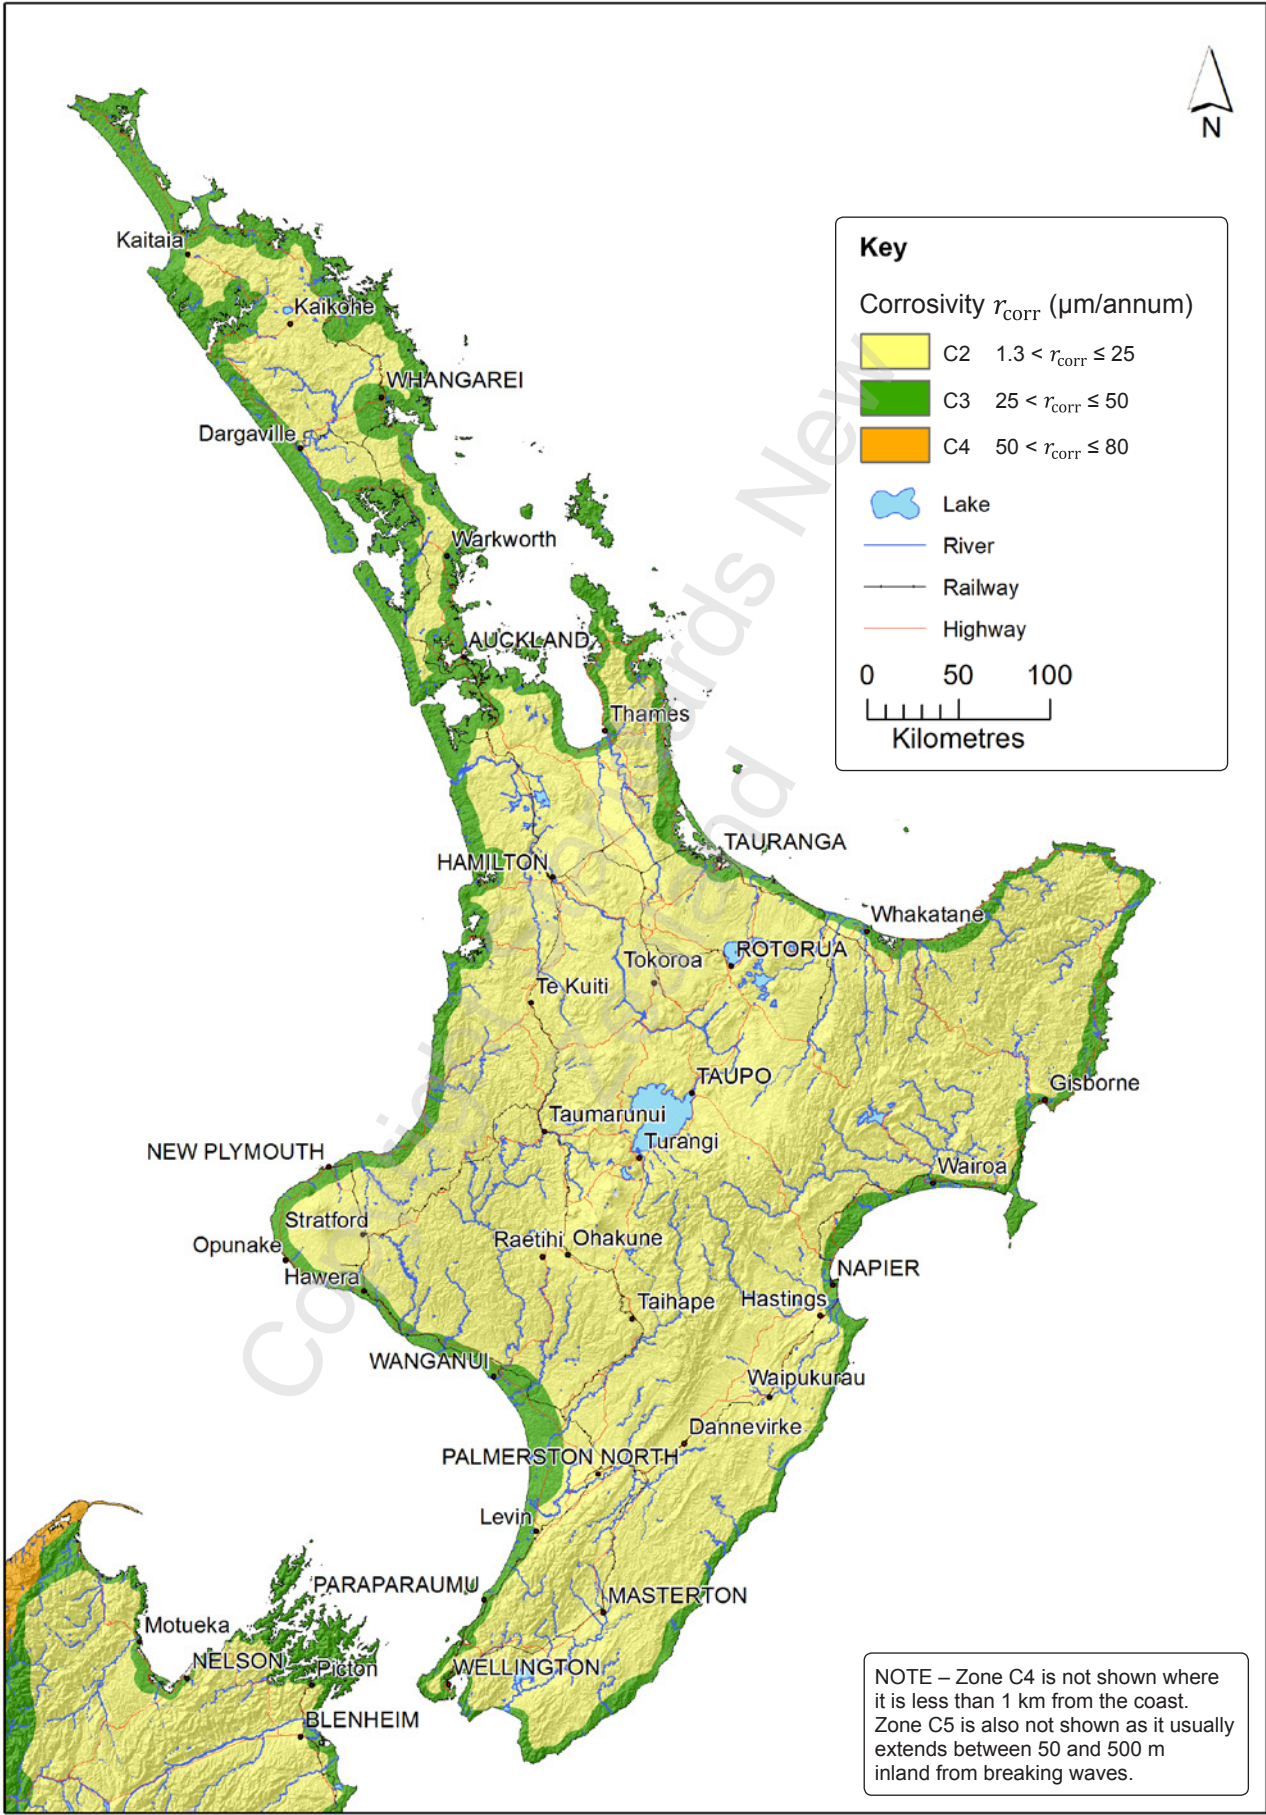 N
Key
Corrosivity rcorr (µm/annum)
C2 1.3 < rcorr ≤ 25
C3 25 < rcorr ≤ 50
C4 50 < rcorr ≤ 80
Lake
River
Railway
Highway
0 50 100
Kilometres
Kaitaia
Kaikohe
WHANGAREI
Dargaville
Warkworth
AUCKLAND
Thames
TAURANGA
HAMILTON
Whakatane
ROTORUA
Tokoroa
Te Kuiti
TAUPO
Gisborne
Taumarunui
Turangi
NEW PLYMOUTH
Wairoa
Stratford
Opunake
Raetihi
Ohakune
Hawera
NAPIER
Taihape
Hastings
WANGANUI
Waipukurau
Dannevirke
PALMERSTON NORTH
Levin
PARAPARAUMU
MASTERTON
Motueka
NELSON
Picton
WELLINGTON
BLENHEIM
NOTE – Zone C4 is not shown where
it is less than 1 km from the coast.
Zone C5 is also not shown as it usually
extends between 50 and 500 m
inland from breaking waves.
Copyright Standards New
Zealand